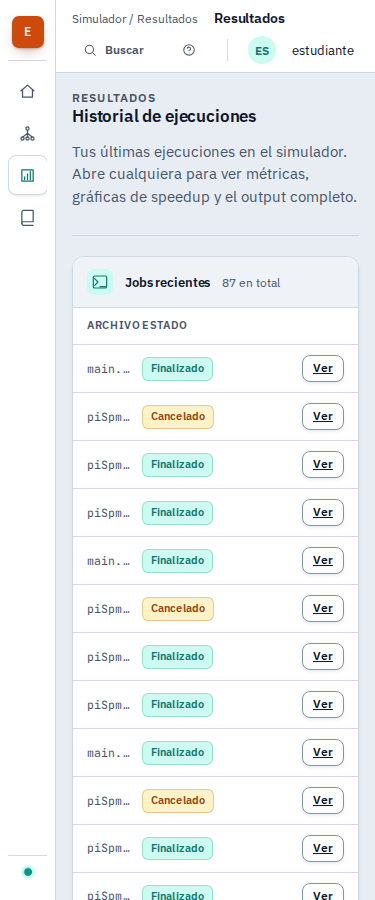 E
Simulador / Resultados Resultados
Buscar
ES estudiante
RESULTADOS
Historial de ejecuciones
Tus últimas ejecuciones en el simulador.
Abre cualquiera para ver métricas,
gráficas de speedup y el output completo.
Jobs recientes 87 en total
ARCHIVO ESTADO
main.… Finalizado Ver
piSpm… Cancelado Ver
piSpm… Finalizado Ver
piSpm… Finalizado Ver
main.… Finalizado Ver
piSpm… Cancelado Ver
piSpm… Finalizado Ver
piSpm… Finalizado Ver
main.… Finalizado Ver
piSpm… Cancelado Ver
piSpm… Finalizado Ver
piSpm… Finalizado Ver